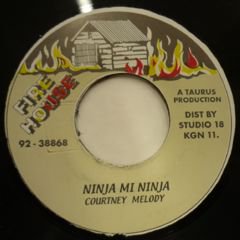 FIRE
HOUSE
92 - 38868
A TAURUS
PRODUCTION
DIST BY
STUDIO 18
KGN 11.
NINJA MI NINJA
COURTNEY MELODY